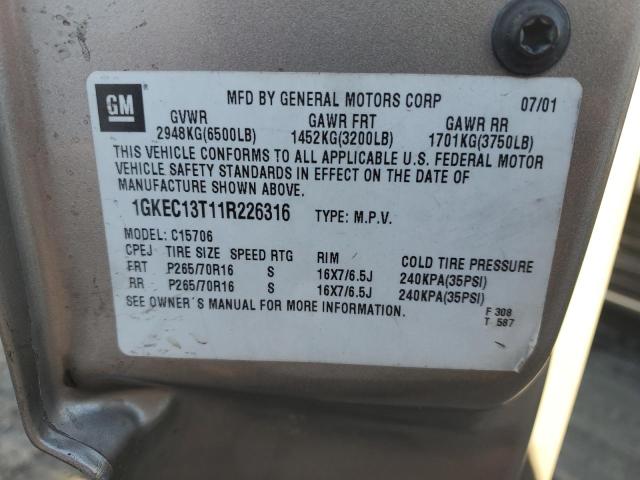 GM
MFD BY GENERAL MOTORS CORP 07/01
GVWR GAWR FRT GAWR RR
2948KG(6500LB) 1452KG(3200LB) 1701KG(3750LB)
THIS VEHICLE CONFORMS TO ALL APPLICABLE U.S. FEDERAL MOTOR
VEHICLE SAFETY STANDARDS IN EFFECT ON THE DATE OF
MANUFACTURE SHOWN ABOVE.
1GKEC13T11R226316 TYPE: M.P.V.
MODEL: C15706
CPEJ TIRE SIZE SPEED RTG RIM COLD TIRE PRESSURE
FRT P265/70R16 S 16X7/6.5J 240KPA(35PSI)
RR P265/70R16 S 16X7/6.5J 240KPA(35PSI)
SEE OWNER'S MANUAL FOR MORE INFORMATION.
F 308
T 587